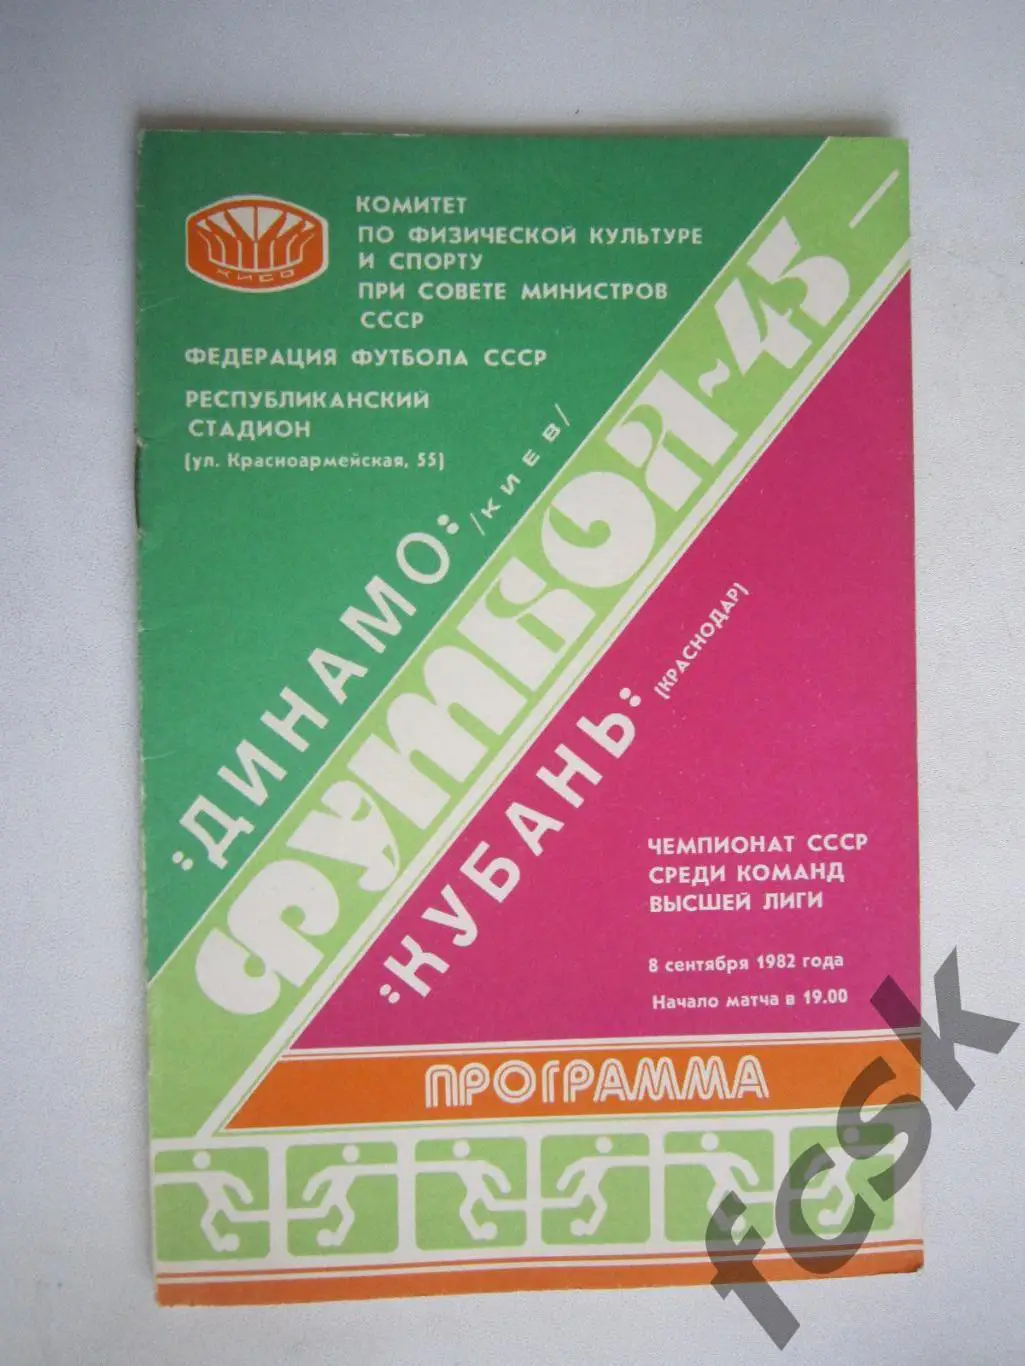 КИСО
КОМИТЕТ
ПО ФИЗИЧЕСКОЙ КУЛЬТУРЕ
И СПОРТУ
ПРИ СОВЕТЕ МИНИСТРОВ
СССР
ФЕДЕРАЦИЯ ФУТБОЛА СССР
РЕСПУБЛИКАНСКИЙ
СТАДИОН
(ул. Красноармейская, 55)
"ДИНАМО" /КИЕВ/
ФУТБОЛ-45
"КУБАНЬ" (КРАСНОДАР)
ЧЕМПИОНАТ СССР
СРЕДИ КОМАНД
ВЫСШЕЙ ЛИГИ
8 сентября 1982 года
Начало матча в 19.00
ПРОГРАММА
fcsk